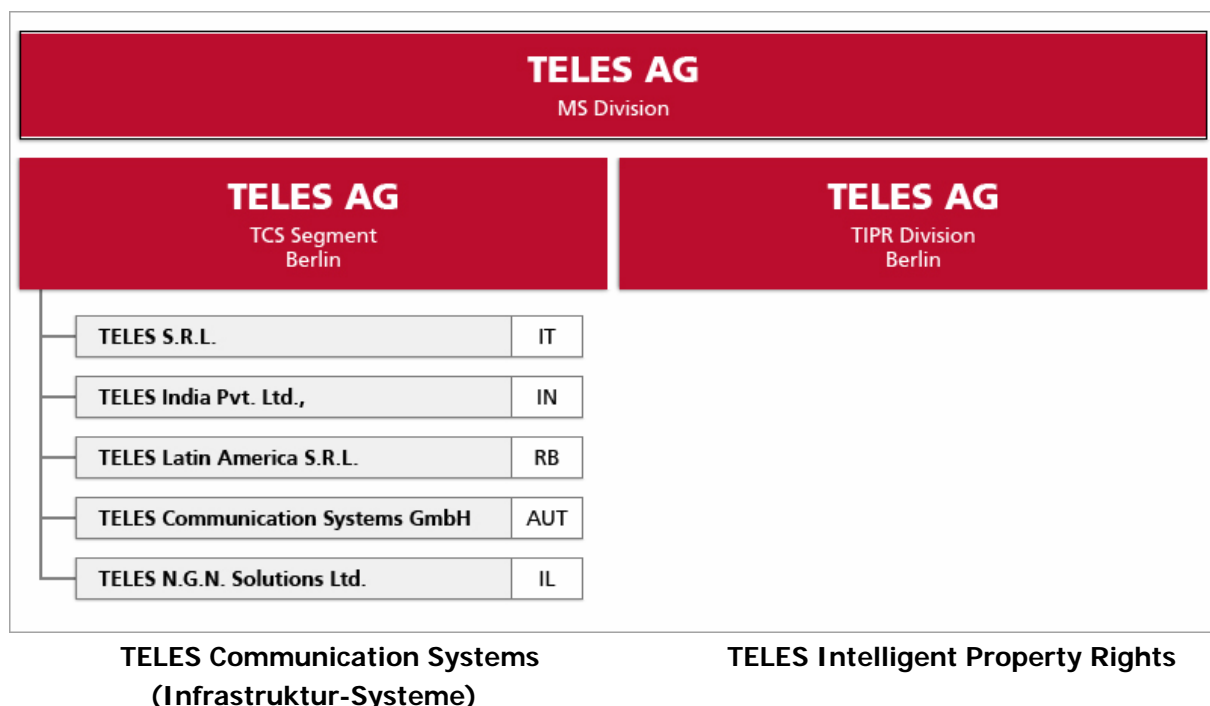 TELES AG
MS Division
TELES AG
TCS Segment
Berlin
TELES AG
TIPR Division
Berlin
TELES S.R.L. IT
TELES India Pvt. Ltd., IN
TELES Latin America S.R.L. RB
TELES Communication Systems GmbH AUT
TELES N.G.N. Solutions Ltd. IL
TELES Communication Systems
(Infrastruktur-Systeme)
TELES Intelligent Property Rights